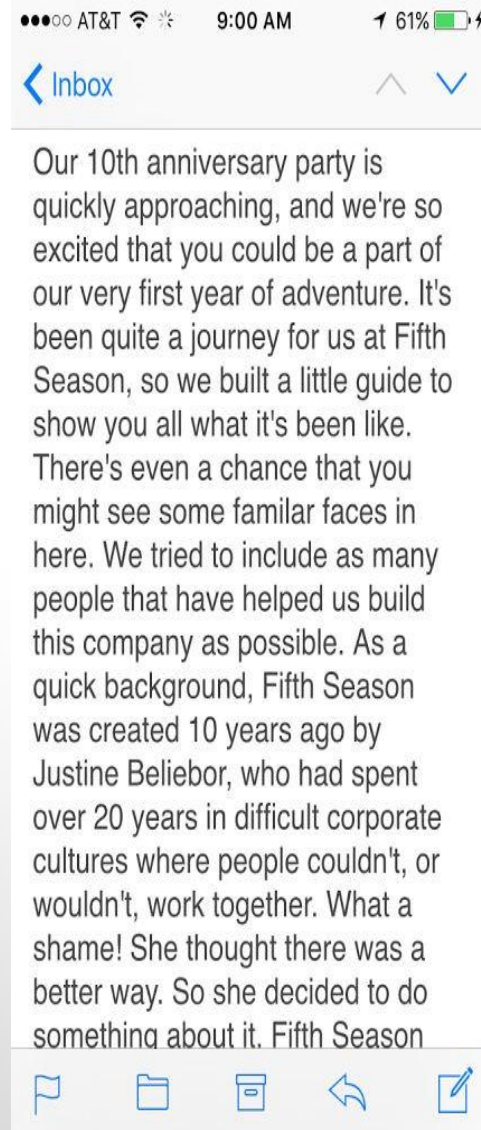 AT&T 9:00 AM 61%
Inbox
Our 10th anniversary party is
quickly approaching, and we're so
excited that you could be a part of
our very first year of adventure. It's
been quite a journey for us at Fifth
Season, so we built a little guide to
show you all what it's been like.
There's even a chance that you
might see some familar faces in
here. We tried to include as many
people that have helped us build
this company as possible. As a
quick background, Fifth Season
was created 10 years ago by
Justine Beliebor, who had spent
over 20 years in difficult corporate
cultures where people couldn't, or
wouldn't, work together. What a
shame! She thought there was a
better way. So she decided to do
something about it. Fifth Season